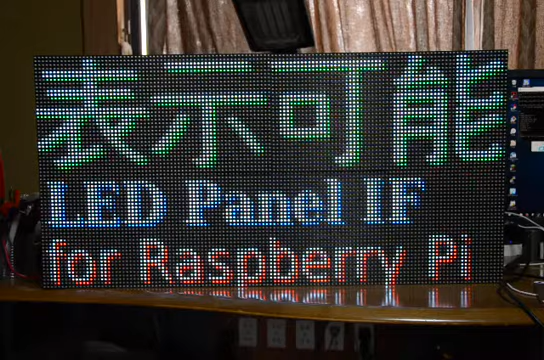 表示可能
LED Panel IF
for Raspberry Pi